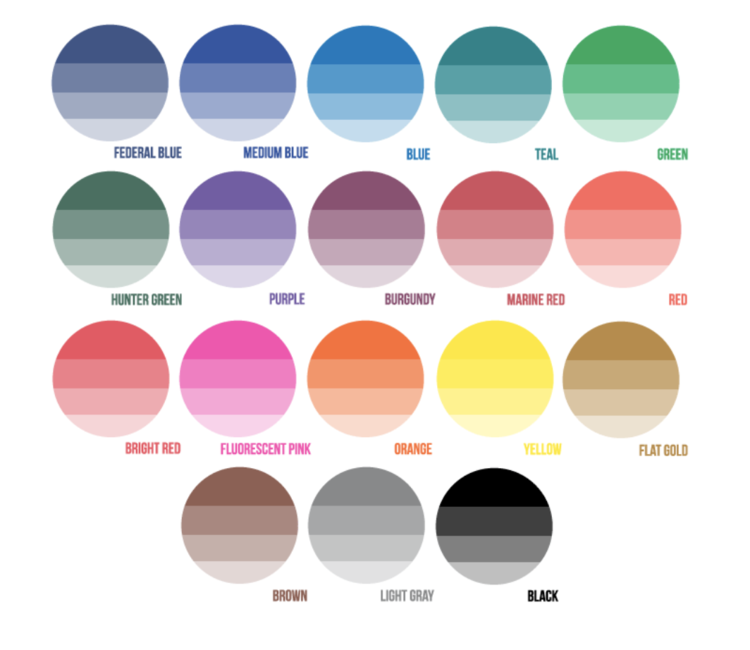 FEDERAL BLUE
MEDIUM BLUE
BLUE
TEAL
GREEN
HUNTER GREEN
PURPLE
BURGUNDY
MARINE RED
RED
BRIGHT RED
FLUORESCENT PINK
ORANGE
YELLOW
FLAT GOLD
BROWN
LIGHT GRAY
BLACK